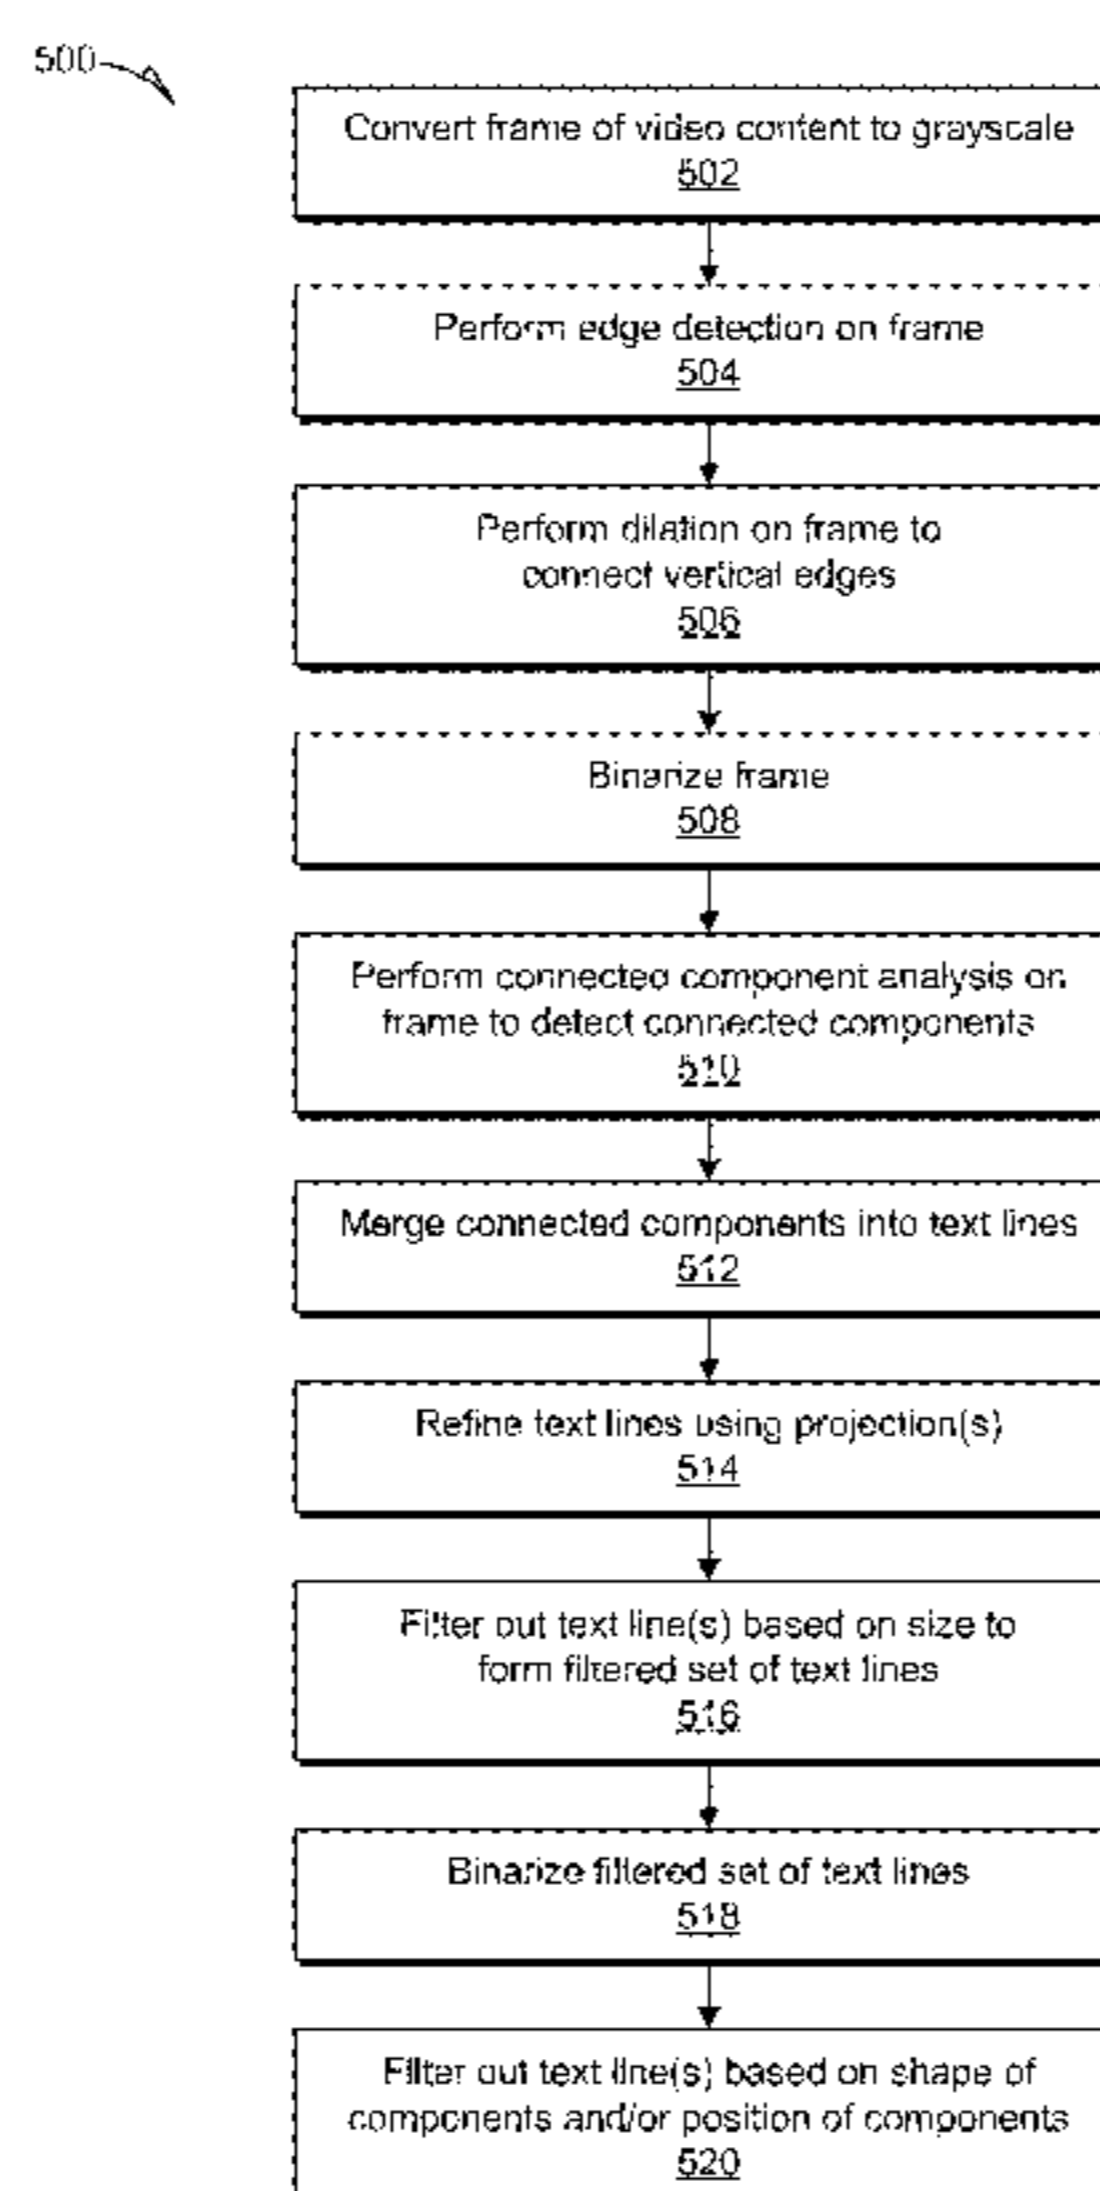 500
Convert frame of video content to grayscale
502
Perform edge detection on frame
504
Perform dilation on frame to
connect vertical edges
506
Binarize frame
508
Perform connected component analysis on
frame to detect connected components
510
Merge connected components into text lines
512
Refine text lines using projection(s)
514
Filter out text line(s) based on size to
form filtered set of text lines
516
Binarize filtered set of text lines
518
Filter out text line(s) based on shape of
components and/or position of components
520